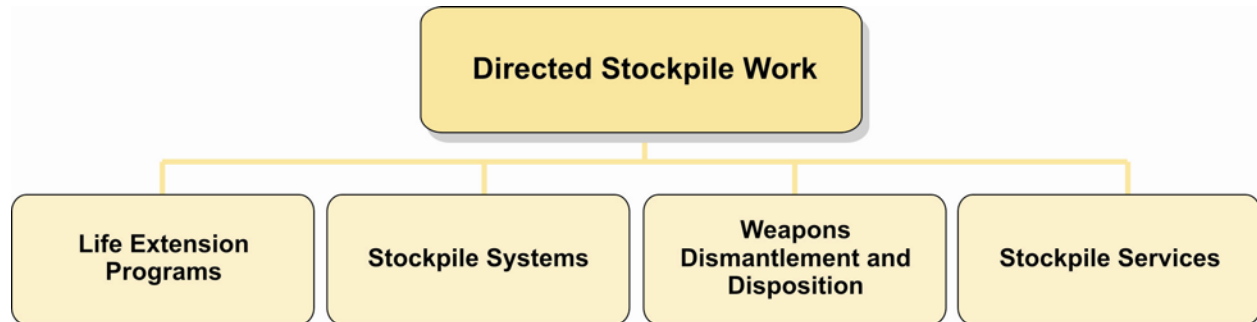 Directed Stockpile Work
Life Extension
Programs
Stockpile Systems
Weapons
Dismantlement and
Disposition
Stockpile Services